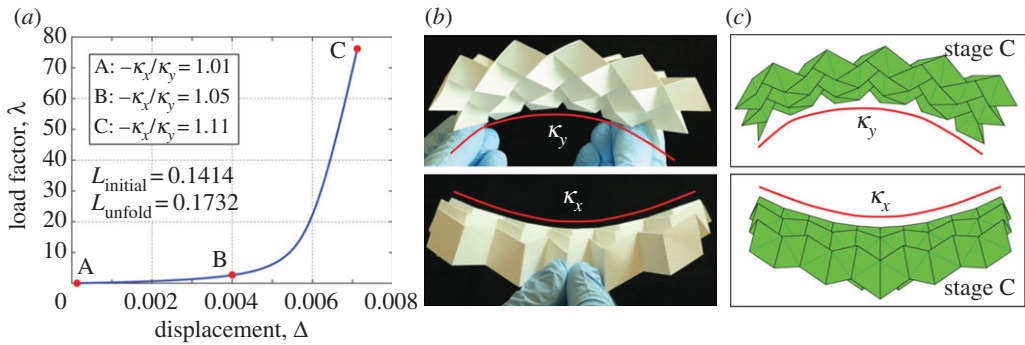 (a)
80
70
60
50
40
30
20
10
0
0.002
0.004
0.006
0.008
load factor, λ
displacement, Δ
A: −κx/κy = 1.01
B: −κx/κy = 1.05
C: −κx/κy = 1.11
Linitial = 0.1414
Lunfold = 0.1732
A
B
C
(b)
κy
κx
(c)
stage C
κy
κx
stage C